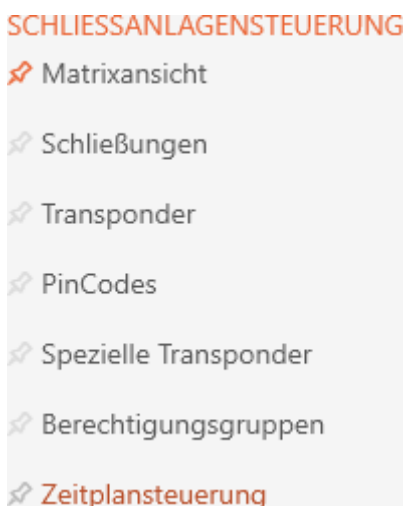 SCHLIESSANLAGENSTEUERUNG
Matrixansicht
Schließungen
Transponder
PinCodes
Spezielle Transponder
Berechtigungsgruppen
Zeitplansteuerung